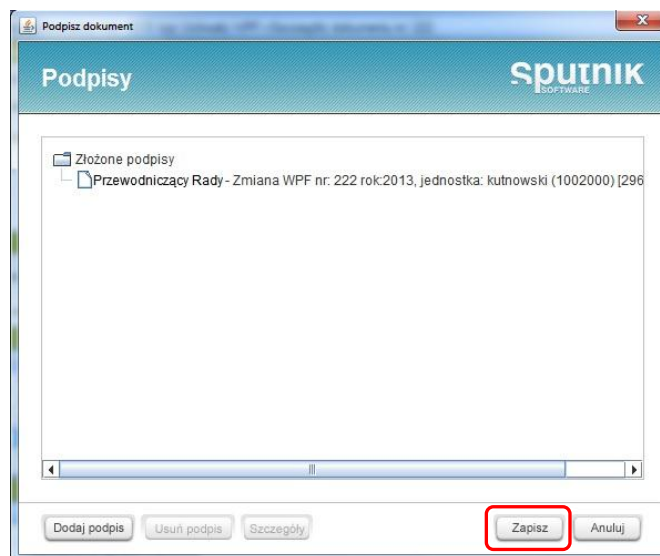 Podpisz dokument
Podpisy
sputnik
SOFTWARE
Złożone podpisy
Przewodniczący Rady - Zmiana WPF nr: 222 rok:2013, jednostka: kutnowski (1002000) [296
Dodaj podpis
Usuń podpis
Szczegóły
Zapisz
Anuluj